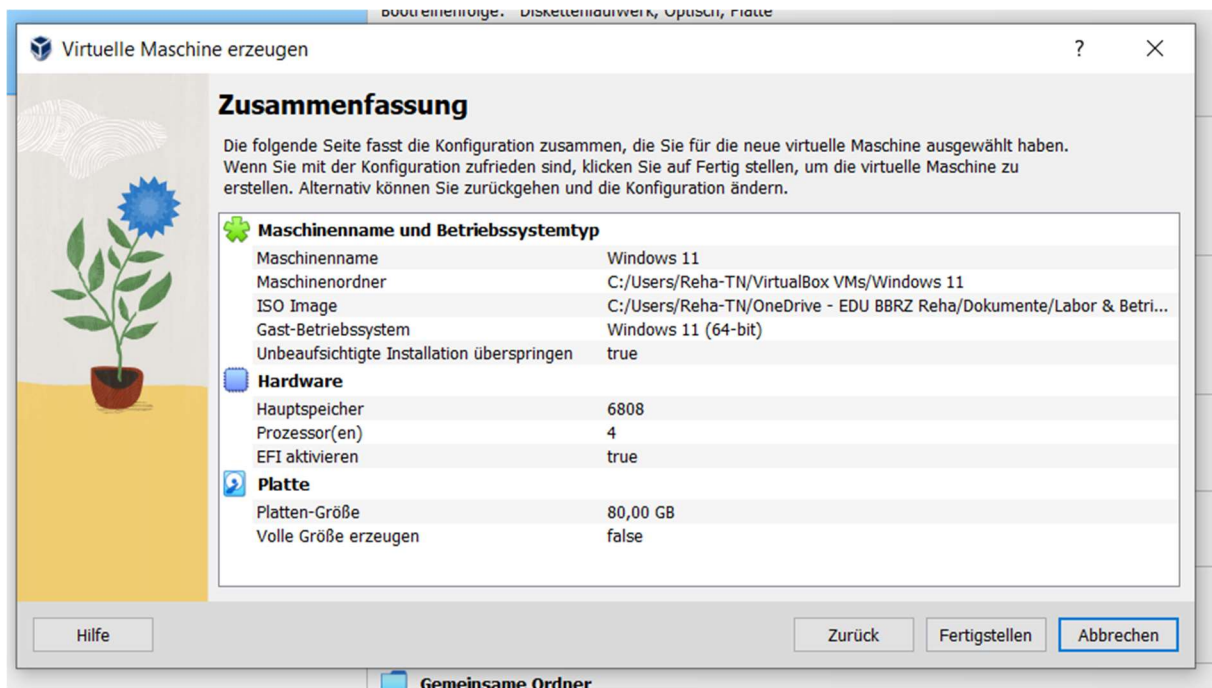 Bootreihenfolge: Diskettenlaufwerk, Optisch, Platte
Virtuelle Maschine erzeugen
?
Zusammenfassung
Die folgende Seite fasst die Konfiguration zusammen, die Sie für die neue virtuelle Maschine ausgewählt haben.
Wenn Sie mit der Konfiguration zufrieden sind, klicken Sie auf Fertig stellen, um die virtuelle Maschine zu
erstellen. Alternativ können Sie zurückgehen und die Konfiguration ändern.
Maschinenname und Betriebssystemtyp
Maschinenname Windows 11
Maschinenordner C:/Users/Reha-TN/VirtualBox VMs/Windows 11
ISO Image C:/Users/Reha-TN/OneDrive - EDU BBRZ Reha/Dokumente/Labor & Betri...
Gast-Betriebssystem Windows 11 (64-bit)
Unbeaufsichtigte Installation überspringen true
Hardware
Hauptspeicher 6808
Prozessor(en) 4
EFI aktivieren true
Platte
Platten-Größe 80,00 GB
Volle Größe erzeugen false
Hilfe Zurück Fertigstellen Abbrechen
Gemeinsame Ordner